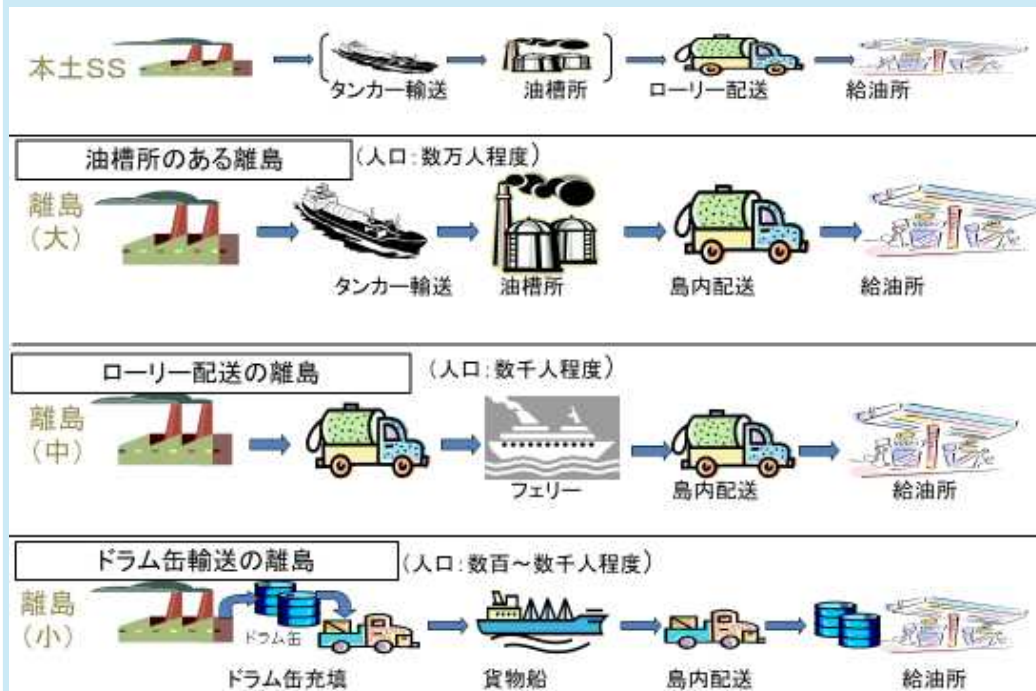 本土SS
タンカー輸送
油槽所
ローリー配送
給油所
油槽所のある離島
（人口：数万人程度）
離島
（大）
タンカー輸送
油槽所
島内配送
給油所
ローリー配送の離島
（人口：数千人程度）
離島
（中）
フェリー
島内配送
給油所
ドラム缶輸送の離島
（人口：数百～数千人程度）
離島
（小）
ドラム缶
ドラム缶充填
貨物船
島内配送
給油所